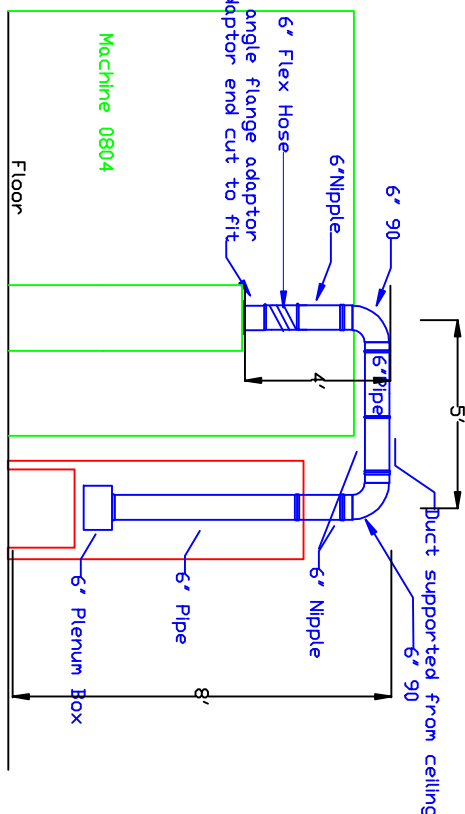 Duct supported from ceiling
5'
6" 90
6" 90
6"Nipple
6"Pipe
6" Flex Hose
4'
angle flange adaptor
daptor end cut to fit
6" Nipple
8'
6" Pipe
6" Plenum Box
Machine 0804
Floor